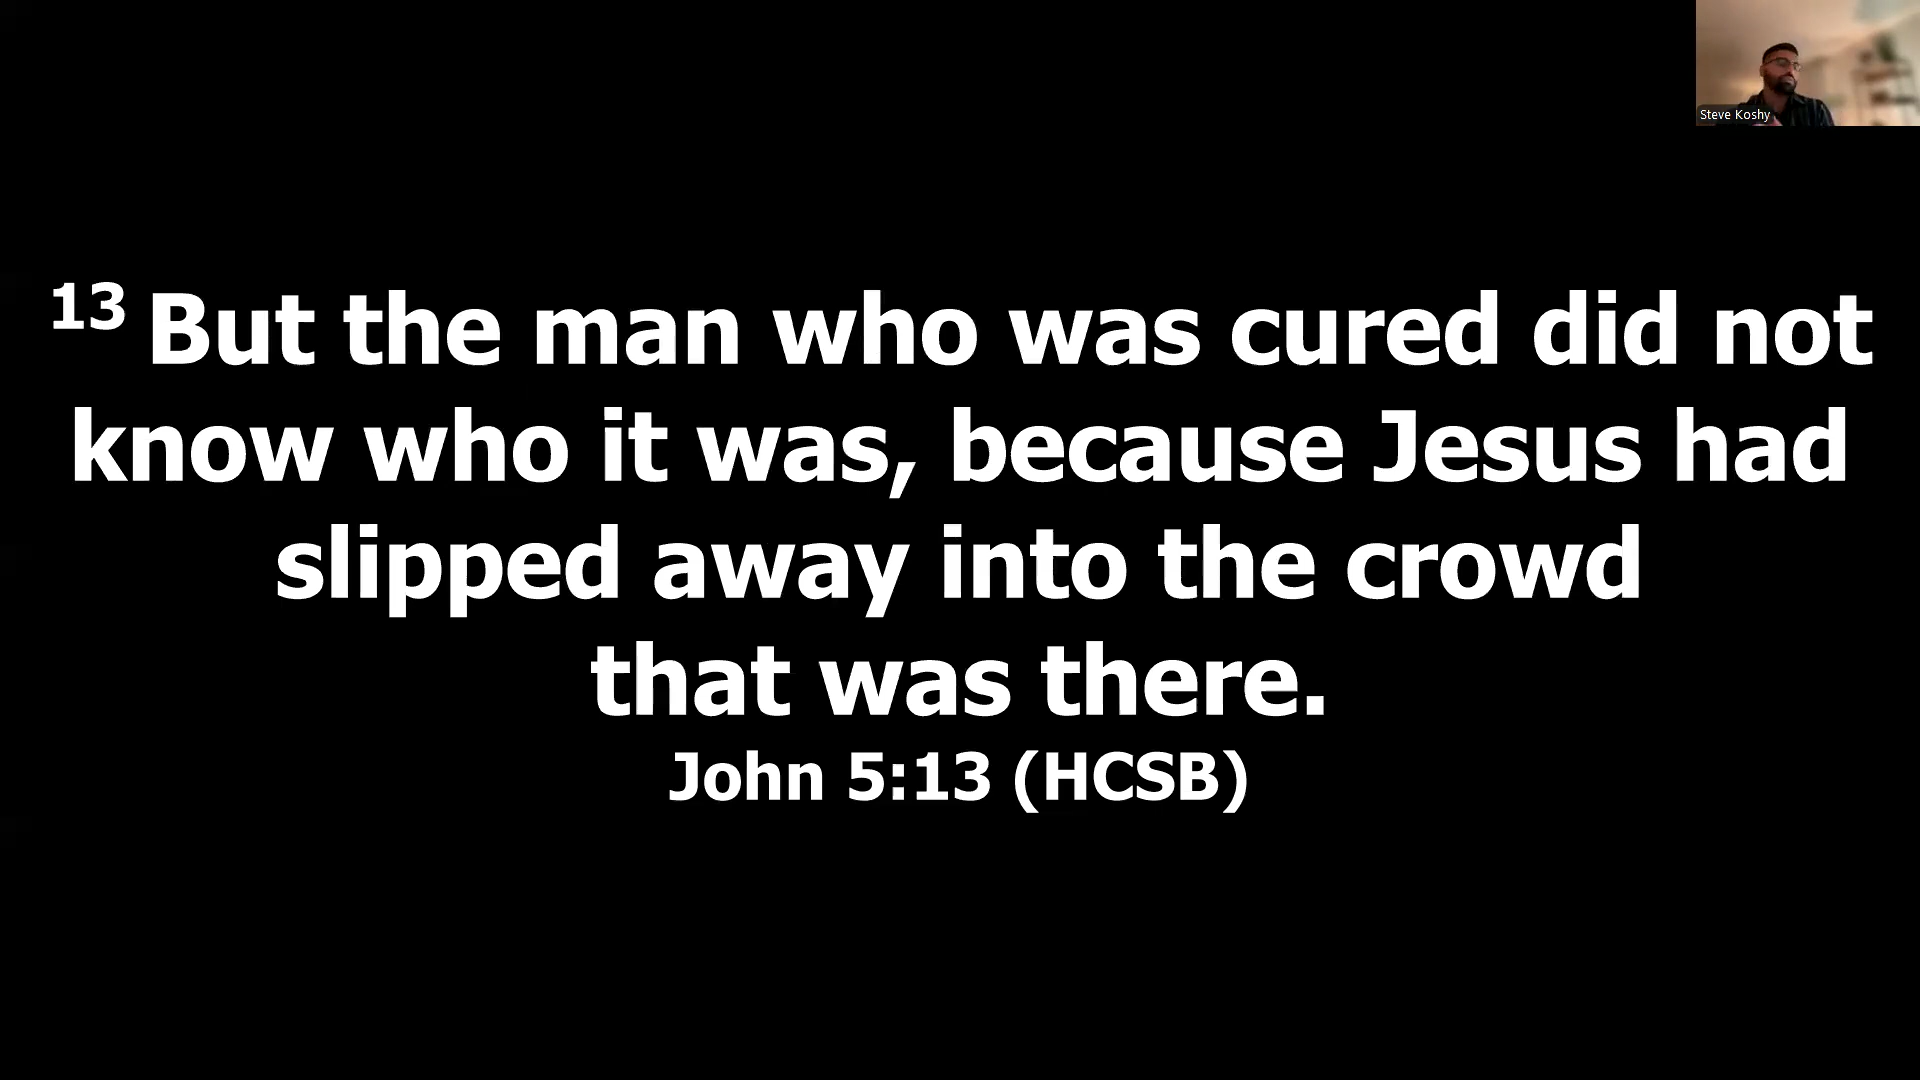 Steve Koshy
13 But the man who was cured did not
know who it was, because Jesus had
slipped away into the crowd
that was there.
John 5:13 (HCSB)